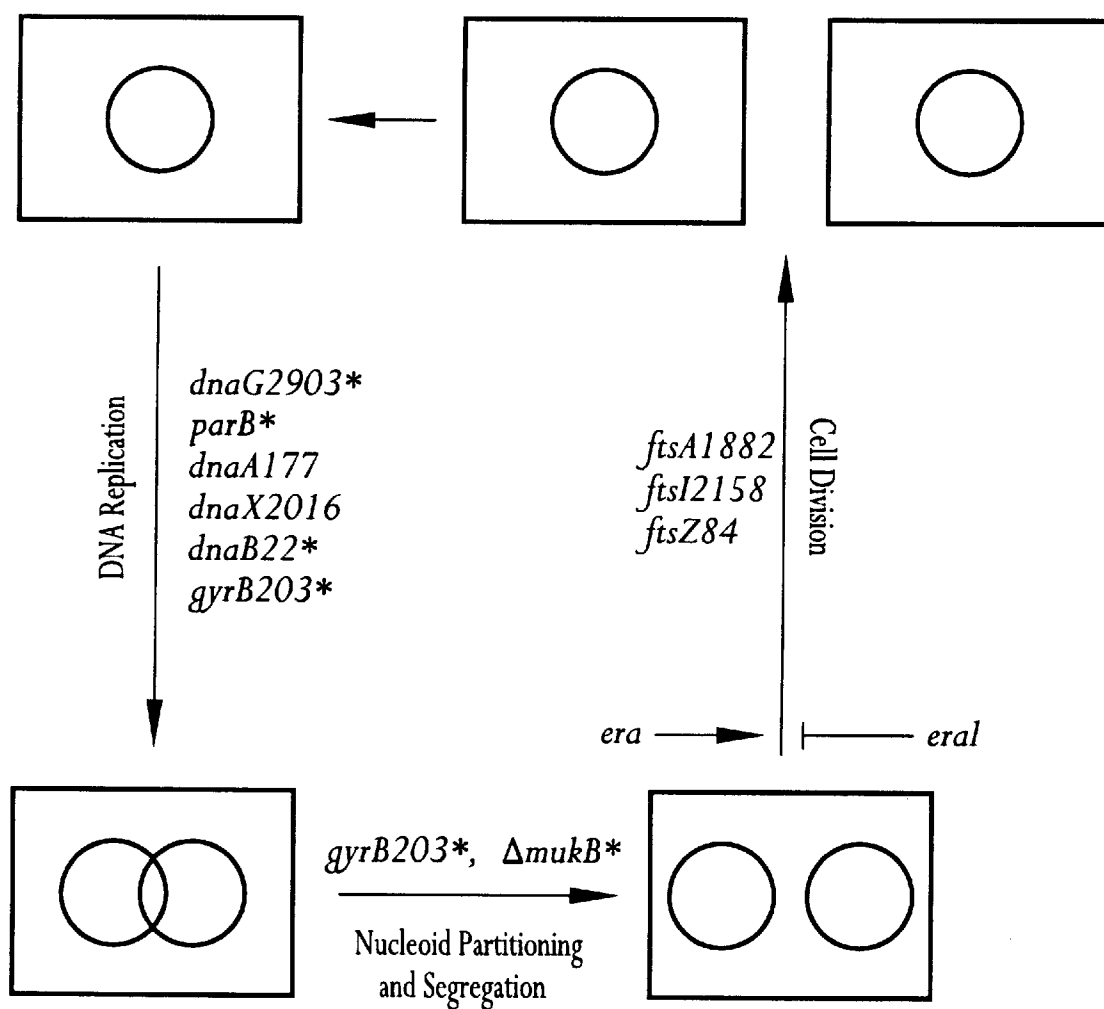 DNA Replication
dnaG2903*
parB*
dnaA177
dnaX2016
dnaB22*
gyrB203*
ftsA1882
ftsI2158
ftsZ84
Cell Division
era
eral
gyrB203*, ΔmukB*
Nucleoid Partitioning
and Segregation